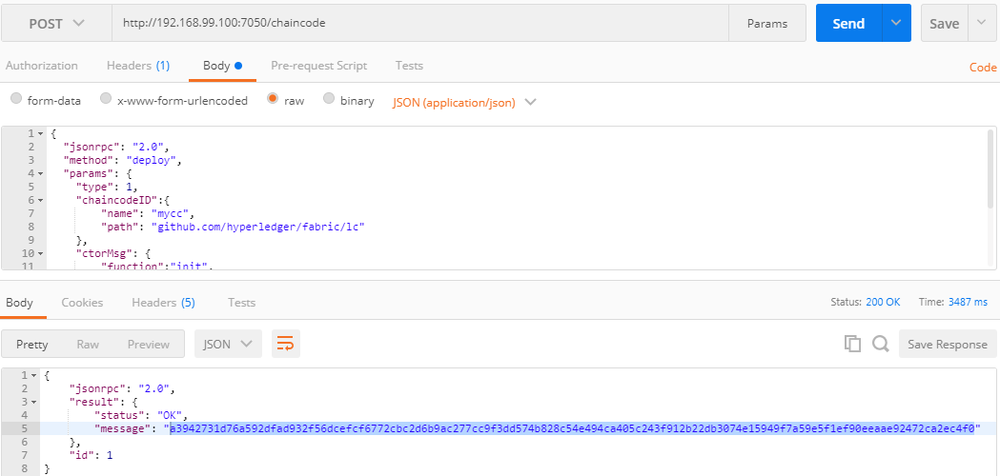 POST http://192.168.99.100:7050/chaincode Params Send Save
Authorization Headers (1) Body Pre-request Script Tests Code
form-data x-www-form-urlencoded raw binary JSON (application/json)
1 {
2 "jsonrpc": "2.0",
3 "method": "deploy",
4 "params": {
5 "type": 1,
6 "chaincodeID":{
7 "name": "mycc",
8 "path": "github.com/hyperledger/fabric/lc"
9 },
10 "ctorMsg": {
11 "function":"init",
Body Cookies Headers (5) Tests Status: 200 OK Time: 3487 ms
Pretty Raw Preview JSON Save Response
1 {
2 "jsonrpc": "2.0",
3 "result": {
4 "status": "OK",
5 "message": "a3942731d76a592dfad932f56dcefcf6772cbc2d6b9ac277cc9f3dd574b828c54e494ca405c243f912b22db3074e15949f7a59e5f1ef90eeaae92472ca2ec4f0"
6 },
7 "id": 1
8 }